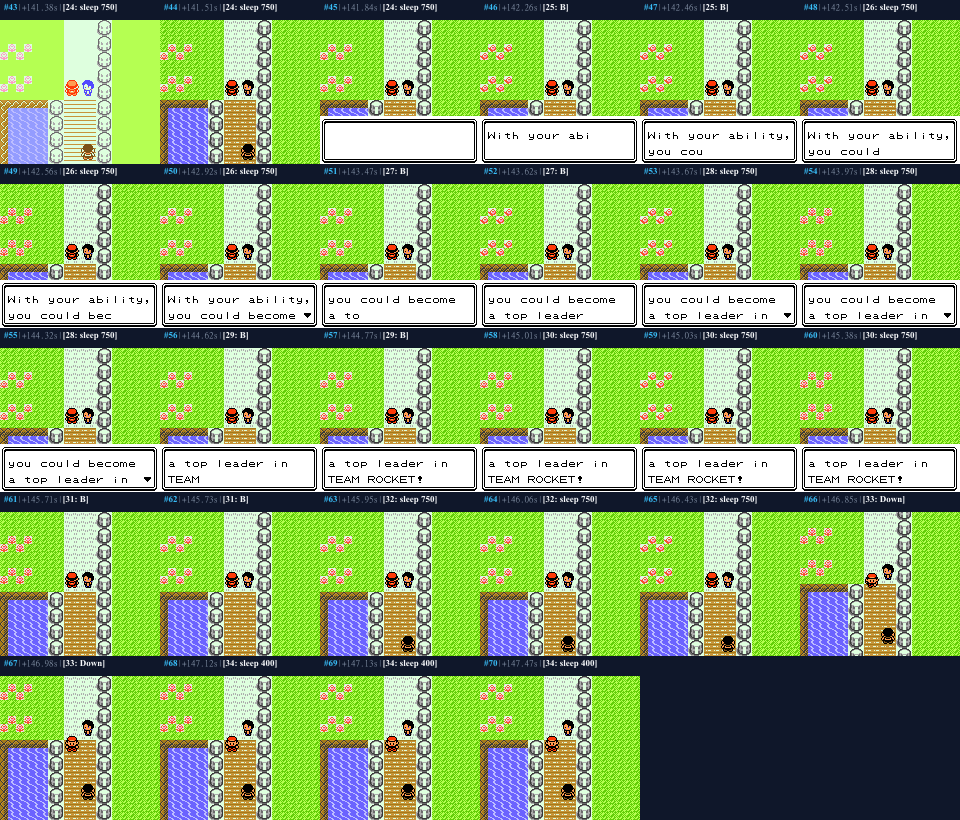 #43|+141.38s|[24: sleep 750]
#44|+141.51s|[24: sleep 750]
#45|+141.84s|[24: sleep 750]
#46|+142.26s|[25: B]
#47|+142.46s|[25: B]
#48|+142.51s|[26: sleep 750]
With your abi
With your ability,
you cou
With your ability,
you could
#49|+142.56s|[26: sleep 750]
#50|+142.92s|[26: sleep 750]
#51|+143.47s|[27: B]
#52|+143.62s|[27: B]
#53|+143.67s|[28: sleep 750]
#54|+143.97s|[28: sleep 750]
With your ability,
you could bec
With your ability,
you could become ▼
you could become
a to
you could become
a top leader
you could become
a top leader in ▼
you could become
a top leader in ▼
#55|+144.32s|[28: sleep 750]
#56|+144.62s|[29: B]
#57|+144.77s|[29: B]
#58|+145.01s|[30: sleep 750]
#59|+145.03s|[30: sleep 750]
#60|+145.38s|[30: sleep 750]
you could become
a top leader in ▼
a top leader in
TEAM
a top leader in
TEAM ROCKET!
a top leader in
TEAM ROCKET!
a top leader in
TEAM ROCKET!
a top leader in
TEAM ROCKET!
#61|+145.71s|[31: B]
#62|+145.73s|[31: B]
#63|+145.95s|[32: sleep 750]
#64|+146.06s|[32: sleep 750]
#65|+146.43s|[32: sleep 750]
#66|+146.85s|[33: Down]
#67|+146.98s|[33: Down]
#68|+147.12s|[34: sleep 400]
#69|+147.13s|[34: sleep 400]
#70|+147.47s|[34: sleep 400]